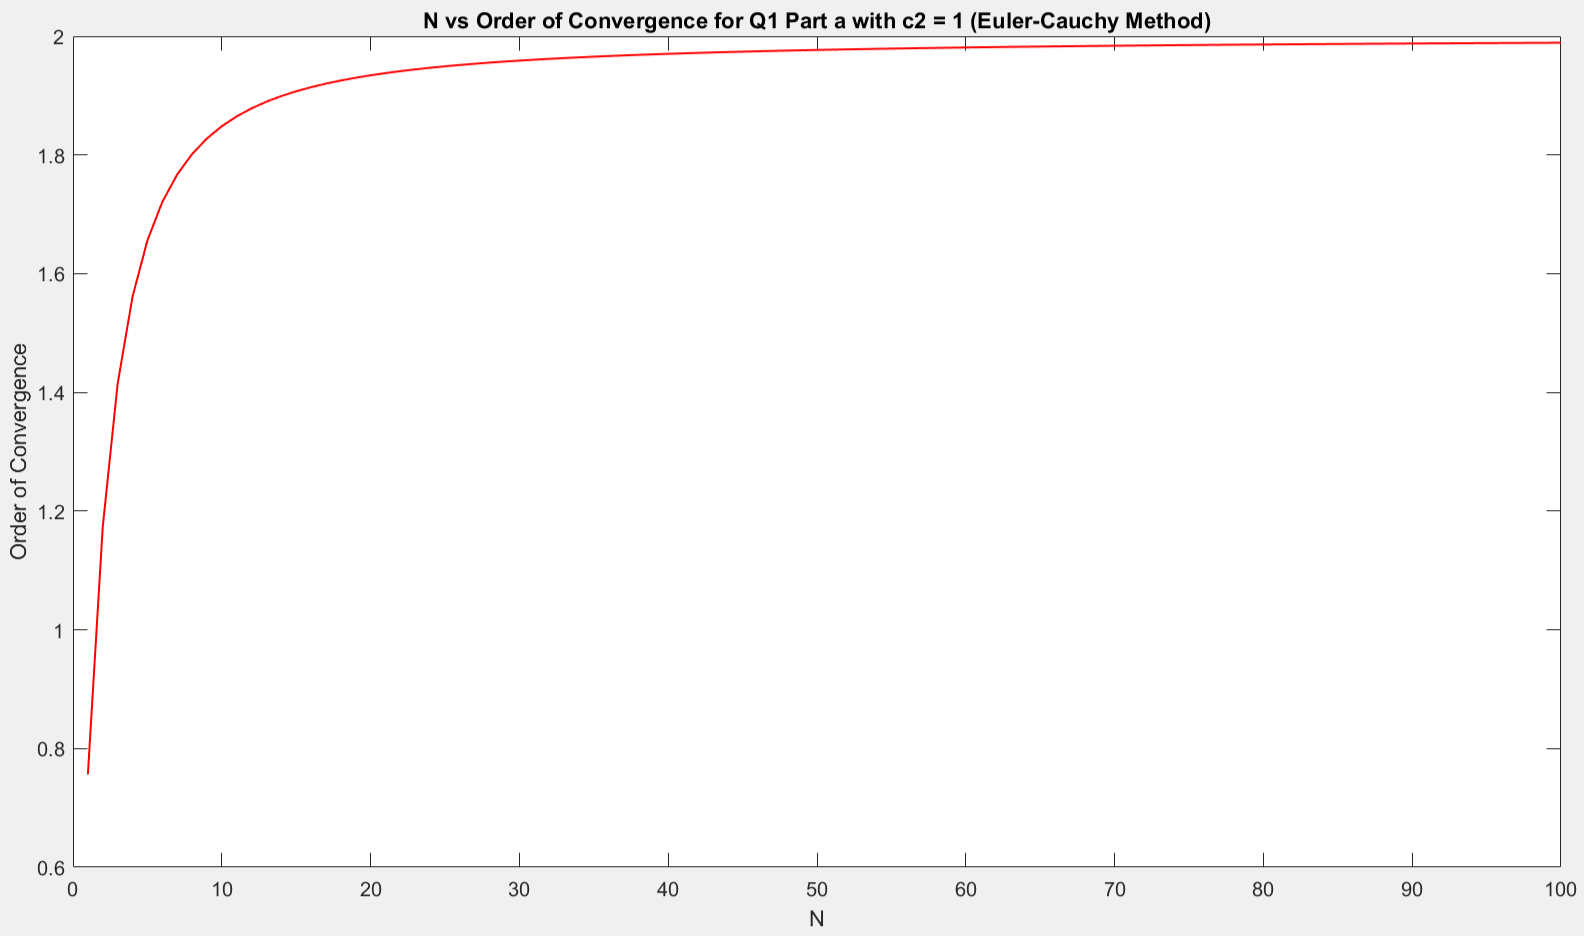 N vs Order of Convergence for Q1 Part a with c2 = 1 (Euler-Cauchy Method)
2
1.8
1.6
1.4
1.2
1
0.8
0.6
Order of Convergence
0 10 20 30 40 50 60 70 80 90 100
N